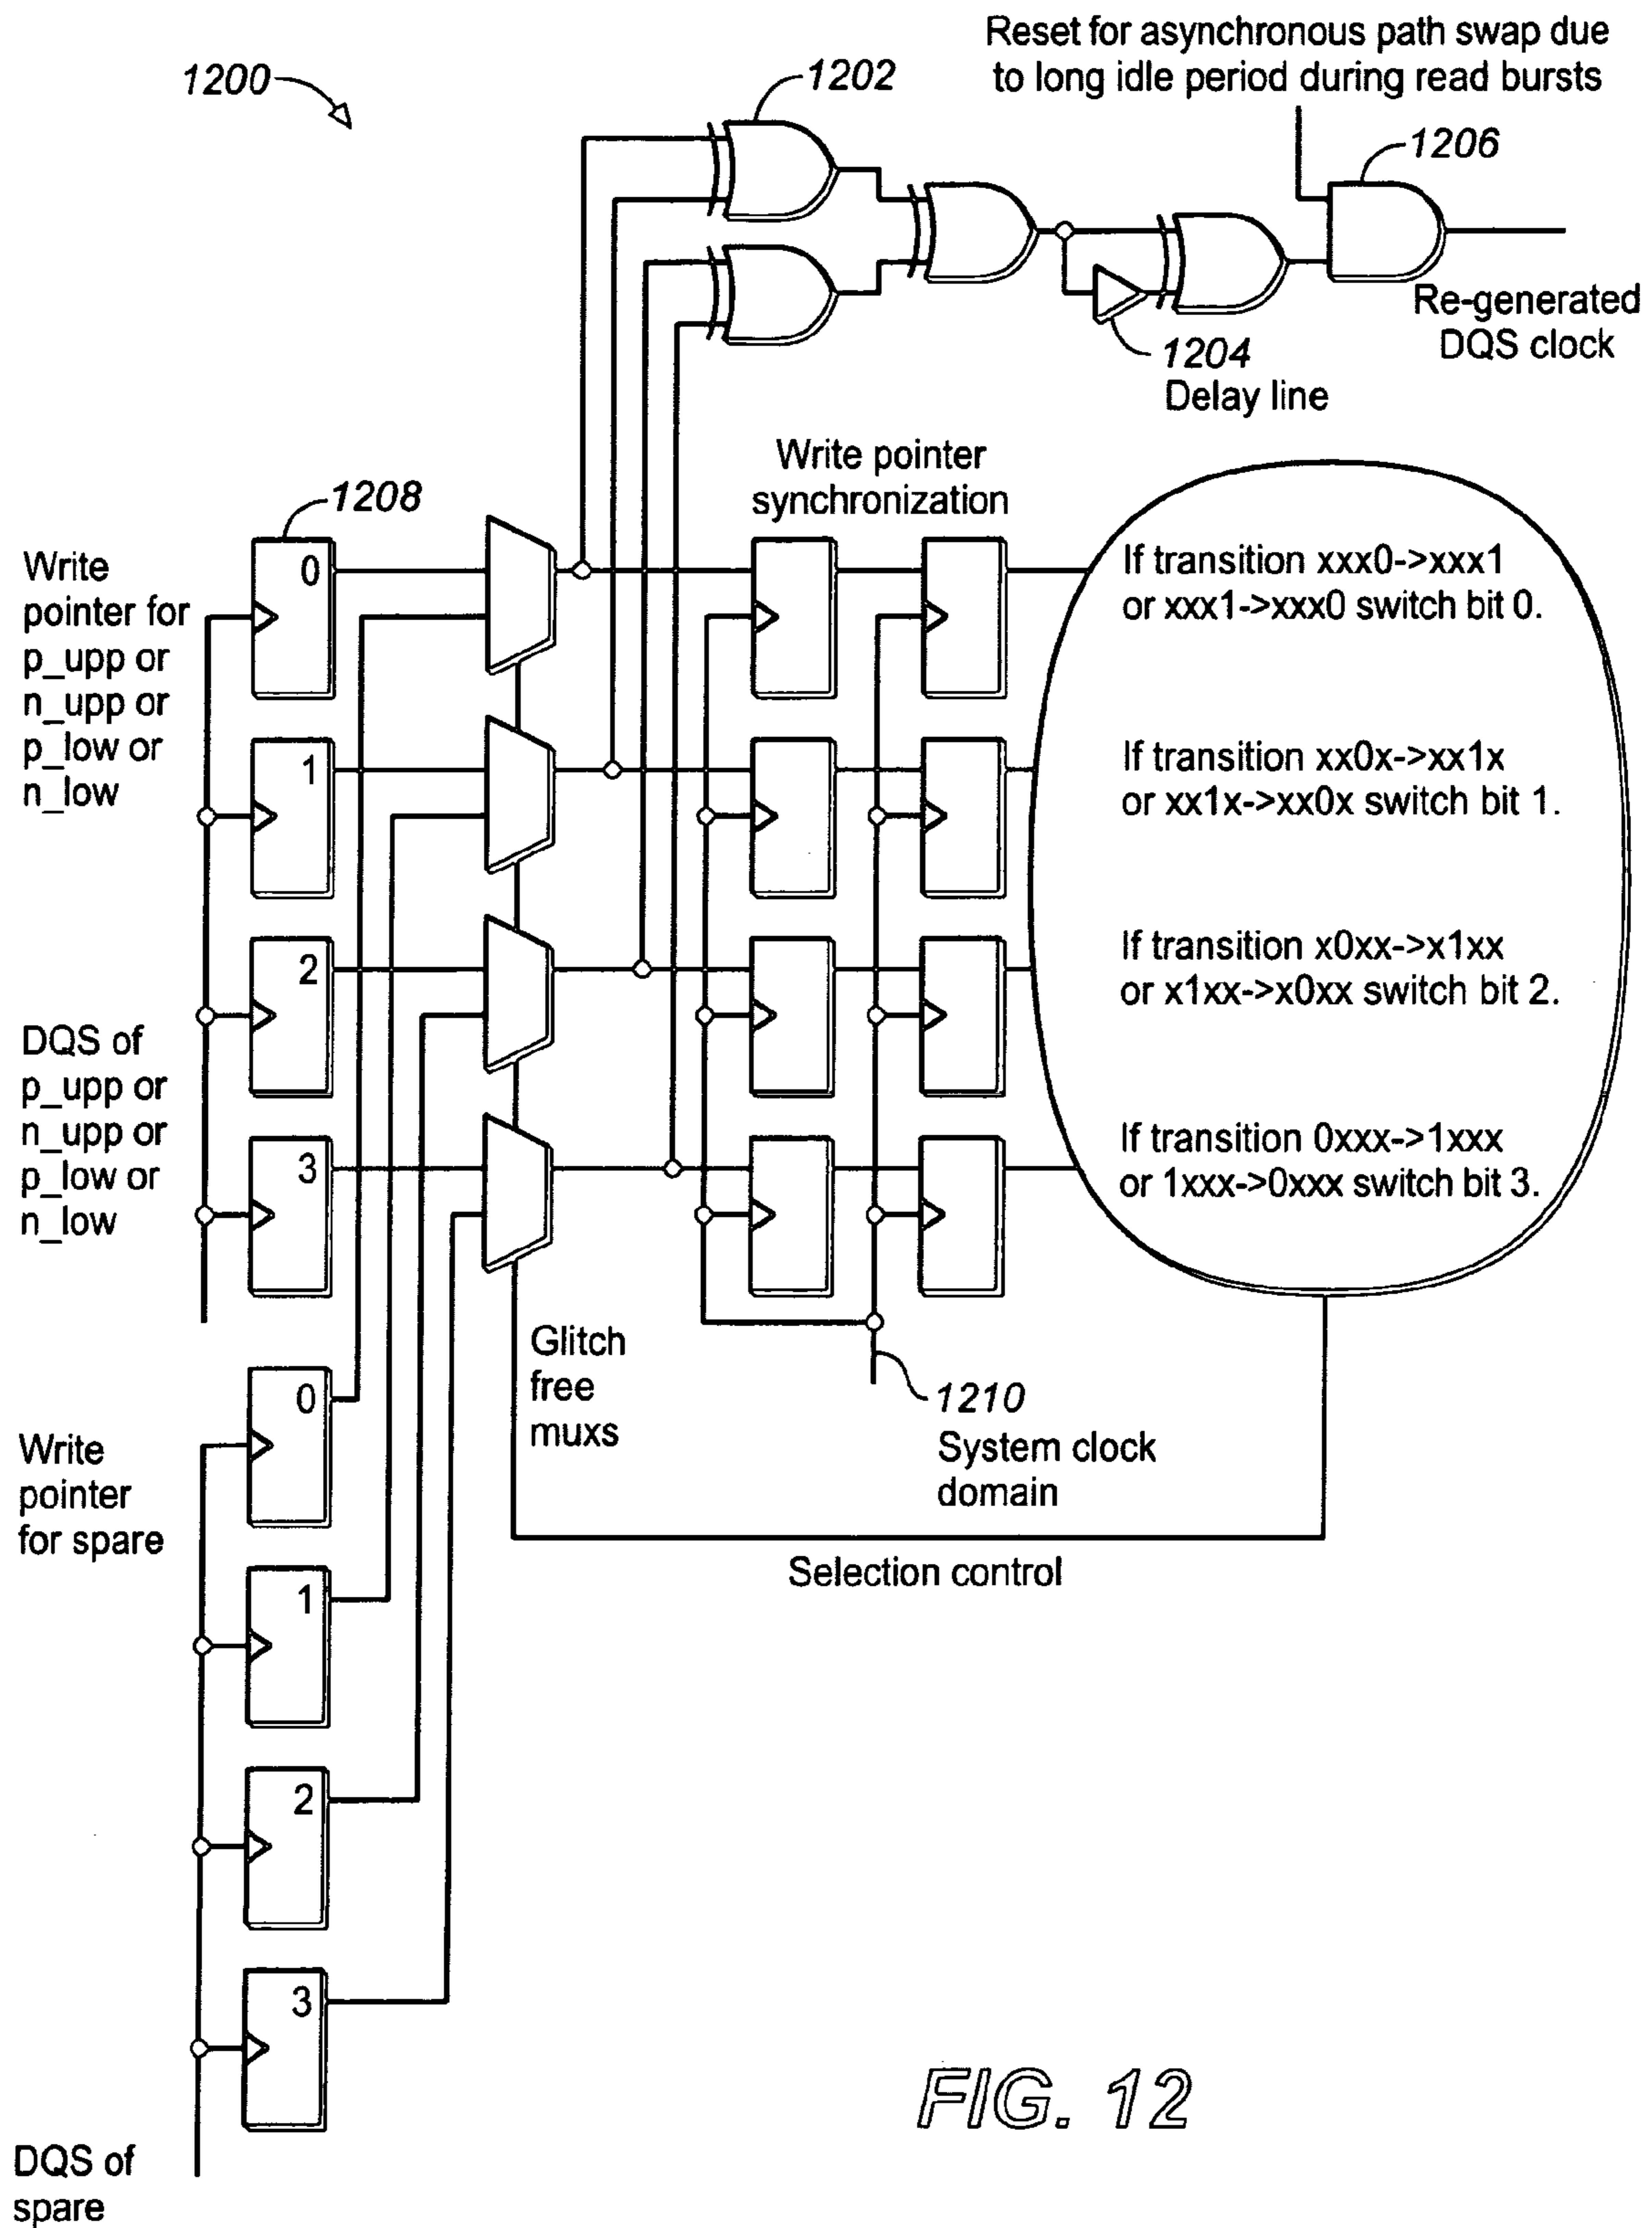 Reset for asynchronous path swap due
to long idle period during read bursts
1200
1202
1206
Re-generated
DQS clock
1204
Delay line
Write pointer
synchronization
1208
Write
pointer for
p_upp or
n_upp or
p_low or
n_low
0
1
2
3
If transition xxx0->xxx1
or xxx1->xxx0 switch bit 0.
If transition xx0x->xx1x
or xx1x->xx0x switch bit 1.
If transition x0xx->x1xx
or x1xx->x0xx switch bit 2.
If transition 0xxx->1xxx
or 1xxx->0xxx switch bit 3.
DQS of
p_upp or
n_upp or
p_low or
n_low
Glitch
free
muxs
1210
System clock
domain
Selection control
Write
pointer
for spare
0
1
2
3
DQS of
spare
FIG. 12